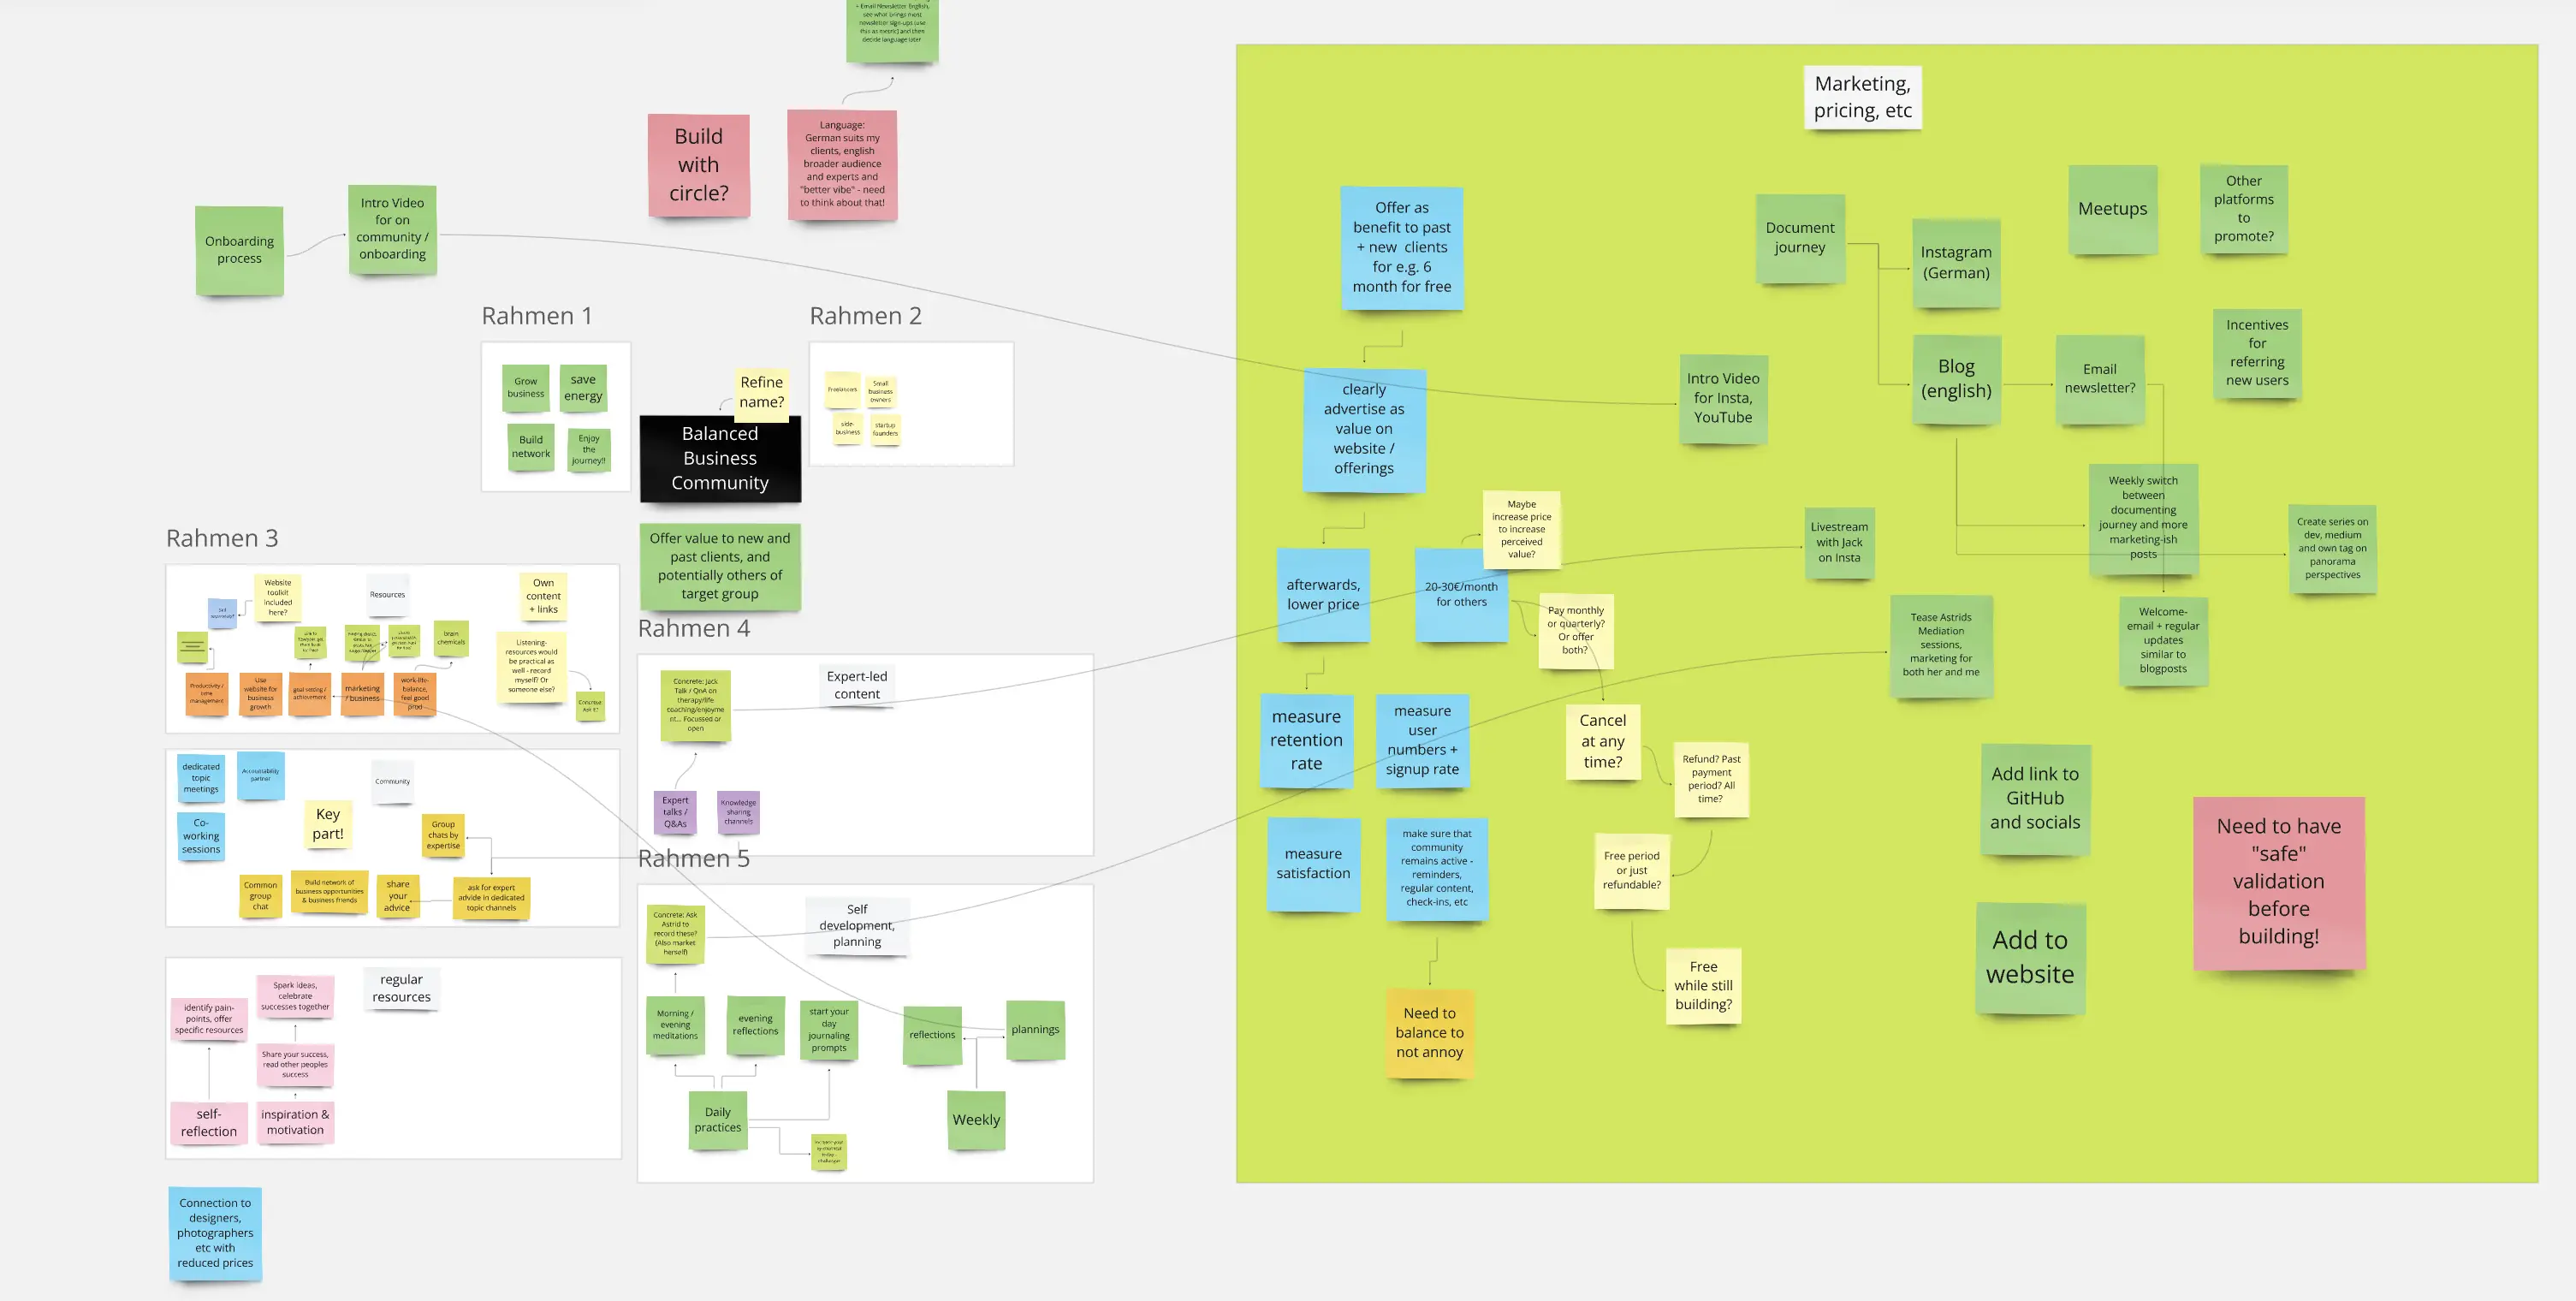 + Email Newsletter English,
see what brings most
newsletter sign-ups (use
this as metric) and then
decide language later
Build
with
circle?
Language:
German suits my
clients, english
broader audience
and experts and
"better vibe" - need
to think about that!
Onboarding
process
Intro Video
for on
community /
onboarding
Rahmen 1
Grow
business
save
energy
Build
network
Enjoy
the
journey!!
Refine
name?
Balanced
Business
Community
Rahmen 2
Freelancers
Small
business
owners
side-
business
startup
founders
Offer value to new and
past clients, and
potentially others of
target group
Rahmen 3
Website
toolkit
included
here?
Resources
Own
content
+ links
brain
chemicals
Listening-
resources would
be practical as
well - record
myself? Or
someone else?
Concrete:
Ask it?
Productivity /
time
management
Use
website for
business
growth
goal setting /
achievement
marketing
/ business
work-life-
balance,
feel good
prod
dedicated
topic
meetings
Accountability
partner
Community
Co-
working
sessions
Key
part!
Group
chats by
expertise
Common
group
chat
Build network of
business opportunities
& business friends
share
your
advice
ask for expert
advide in dedicated
topic channels
regular
resources
Spark ideas,
celebrate
successes together
identify pain-
points, offer
specific resources
Share your success,
read other peoples
success
self-
reflection
inspiration &
motivation
Connection to
designers,
photographers
etc with
reduced prices
Rahmen 4
Expert-led
content
Concrete: Jack
Talk / QnA on
therapy/life
coaching/enjoyme
nt... Focussed or
open
Expert
talks /
Q&As
Knowledge
sharing
channels
Rahmen 5
Self
development,
planning
Concrete: Ask
Astrid to
record these?
(Also market
herself)
Morning /
evening
meditations
evening
reflections
start your
day
journaling
prompts
reflections
plannings
Daily
practices
Weekly
Marketing,
pricing, etc
Offer as
benefit to past
+ new clients
for e.g. 6
month for free
clearly
advertise as
value on
website /
offerings
afterwards,
lower price
20-30€/month
for others
Maybe
increase price
to increase
perceived
value?
Pay monthly
or quarterly?
Or offer
both?
measure
retention
rate
measure
user
numbers +
signup rate
Cancel
at any
time?
Refund? Past
payment
period? All
time?
measure
satisfaction
make sure that
community
remains active -
reminders,
regular content,
check-ins, etc
Free period
or just
refundable?
Free
while still
building?
Need to
balance to
not annoy
Document
journey
Instagram
(German)
Meetups
Other
platforms
to
promote?
Blog
(english)
Email
newsletter?
Incentives
for
referring
new users
Intro Video
for Insta,
YouTube
Weekly switch
between
documenting
journey and more
marketing-ish
posts
Create series on
dev, medium
and own tag on
panorama
perspectives
Livestream
with Jack
on Insta
Tease Astrids
Mediation
sessions,
marketing for
both her and me
Welcome-
email + regular
updates
similar to
blogposts
Add link to
GitHub
and socials
Add to
website
Need to have
"safe"
validation
before
building!